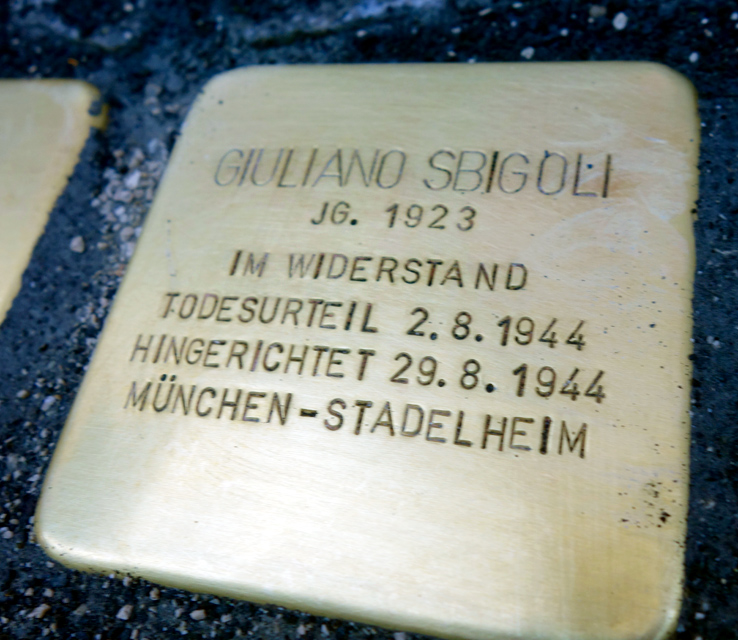 GIULIANO SBIGOLI
JG. 1923
IM WIDERSTAND
TODESURTEIL 2.8.1944
HINGERICHTET 29.8.1944
MÜNCHEN-STADELHEIM